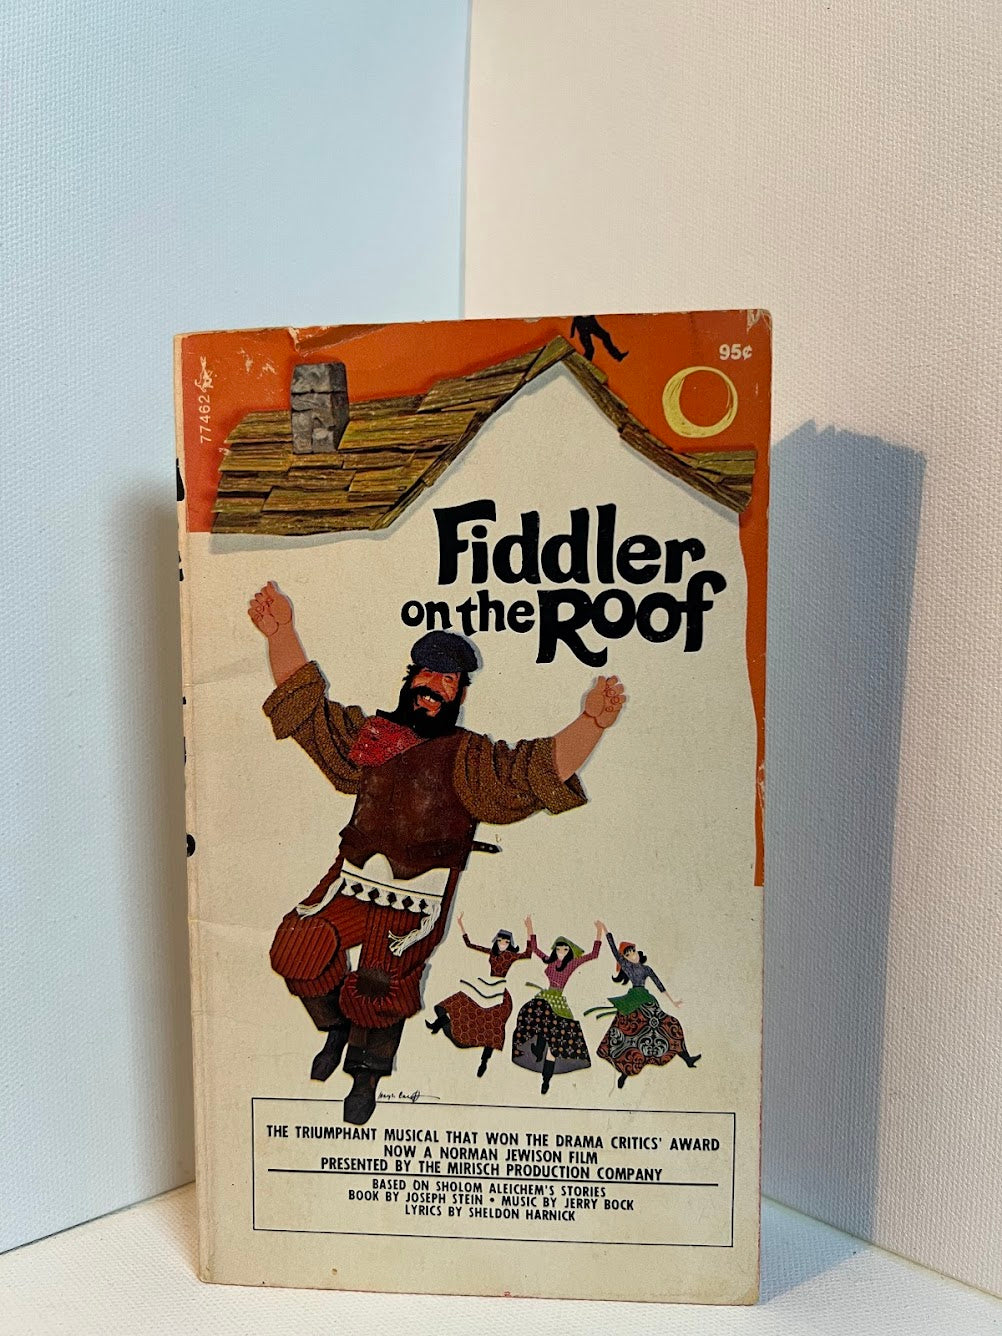 77462
95¢
Fiddler
on the Roof
THE TRIUMPHANT MUSICAL THAT WON THE DRAMA CRITICS' AWARD
NOW A NORMAN JEWISON FILM
PRESENTED BY THE MIRISCH PRODUCTION COMPANY
BASED ON SHOLOM ALEICHEM'S STORIES
BOOK BY JOSEPH STEIN • MUSIC BY JERRY BOCK
LYRICS BY SHELDON HARNICK